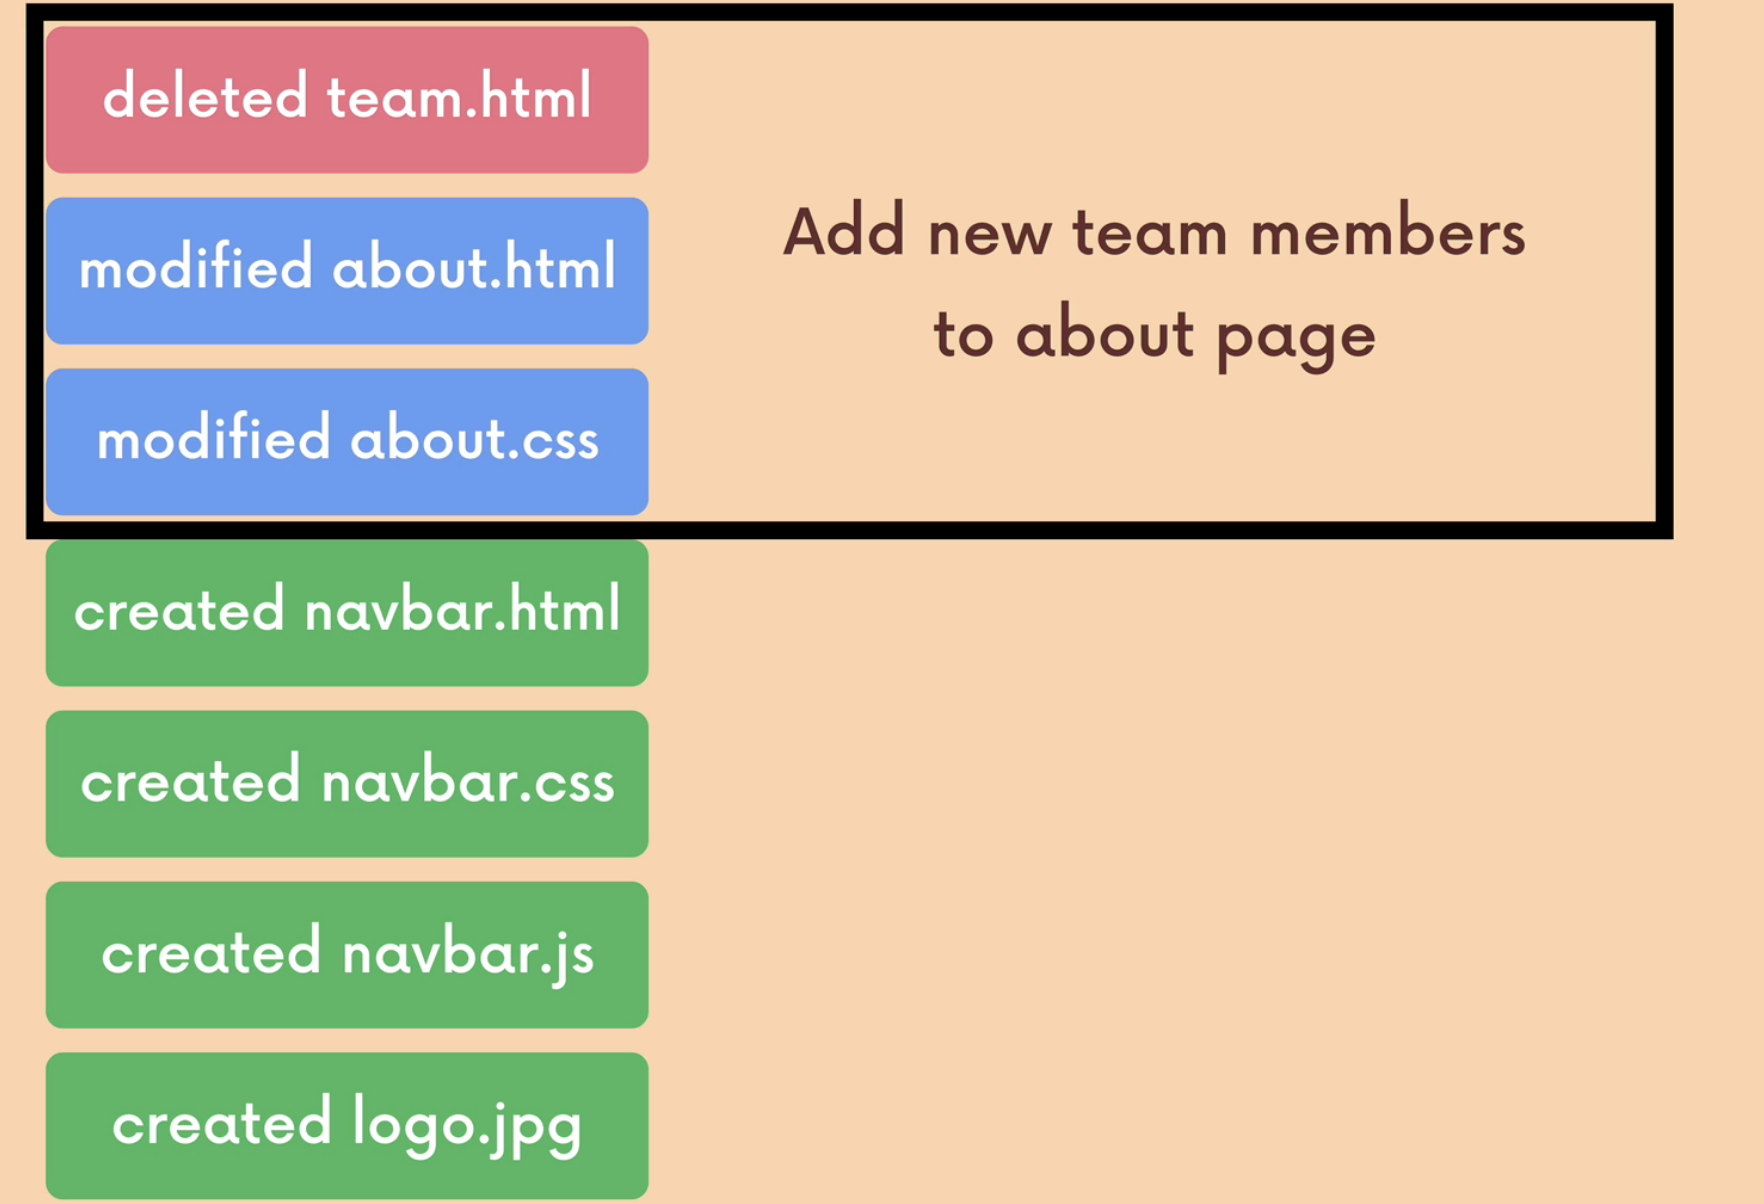 deleted team.html
modified about.html
modified about.css
Add new team members
to about page
created navbar.html
created navbar.css
created navbar.js
created logo.jpg